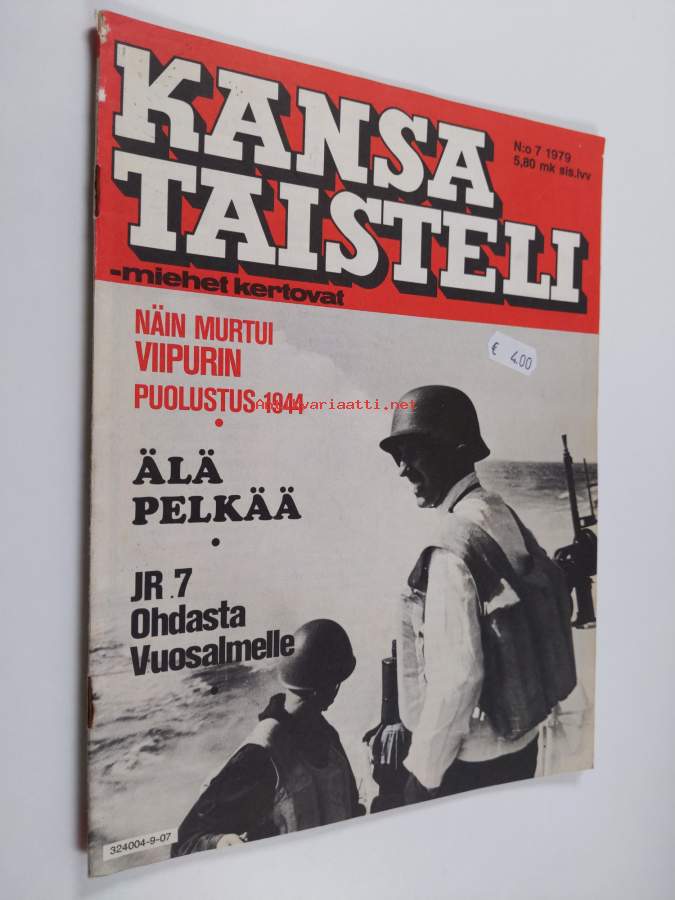 KANSA
TAISTELI
-miehet kertovat
N:o 7 1979
5,80 mk sis.lvv
NÄIN MURTUI
VIIPURIN
PUOLUSTUS 1944
€ 4.00
Antikvariaatti.net
ÄLÄ
PELKÄÄ
JR 7
Ohdasta
Vuosalmelle
324004-9-07